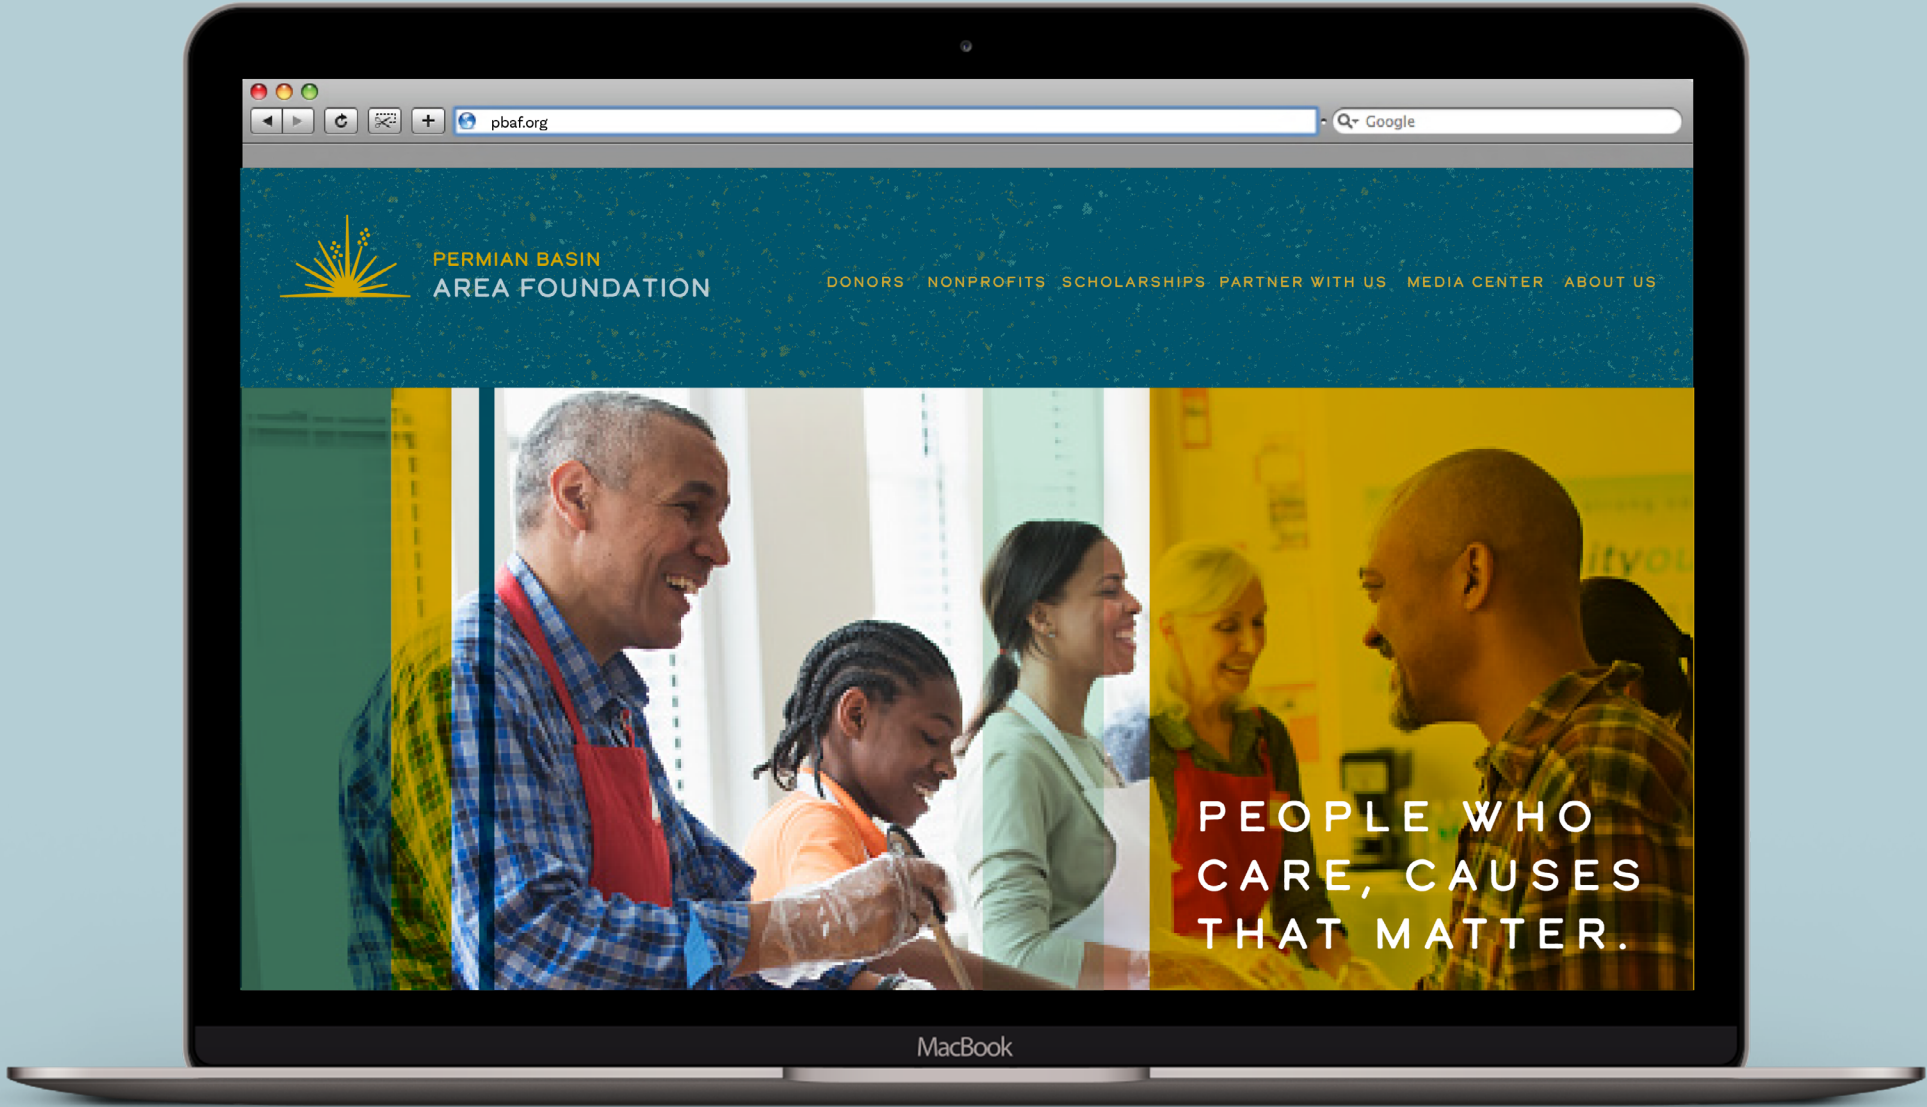 pbaf.org
Google
PERMIAN BASIN
AREA FOUNDATION
DONORS NONPROFITS SCHOLARSHIPS PARTNER WITH US MEDIA CENTER ABOUT US
ityou
PEOPLE WHO
CARE, CAUSES
THAT MATTER.
MacBook